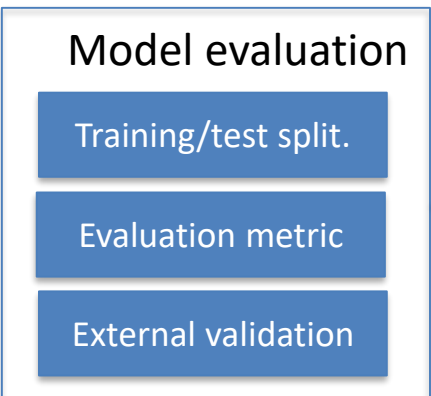 Model evaluation
Training/test split.
Evaluation metric
External validation